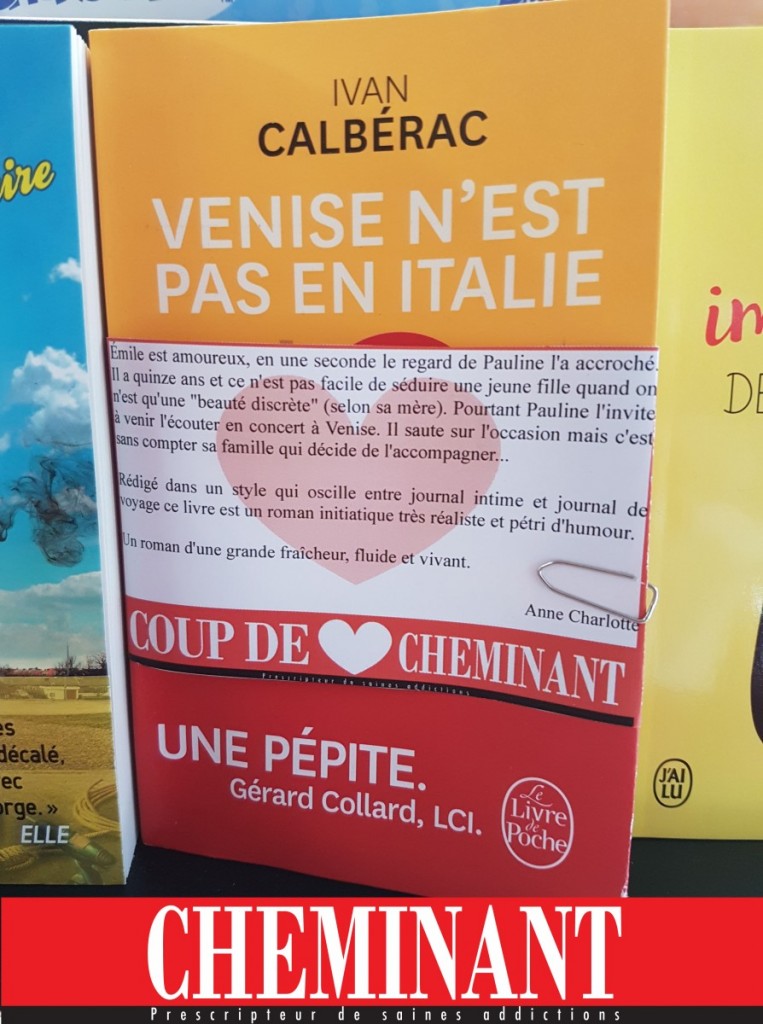 IVAN
CALBÉRAC
VENISE N'EST
PAS EN ITALIE
Émile est amoureux, en une seconde le regard de Pauline l'a accroché.
Il a quinze ans et ce n'est pas facile de séduire une jeune fille quand on
n'est qu'une "beauté discrète" (selon sa mère). Pourtant Pauline l'invite
à venir l'écouter en concert à Venise. Il saute sur l'occasion mais c'est
sans compter sa famille qui décide de l'accompagner...
Rédigé dans un style qui oscille entre journal intime et journal de
voyage ce livre est un roman initiatique très réaliste et pétri d'humour.
Un roman d'une grande fraîcheur, fluide et vivant.
Anne Charlotte
COUP DE CHEMINANT
Prescripteur de saines addictions
UNE PÉPITE.
Gérard Collard, LCI.
Le
Livre
de
Poche
décalé,
ELLE
DE
J'AI
LU
CHEMINANT
Prescripteur de saines addictions